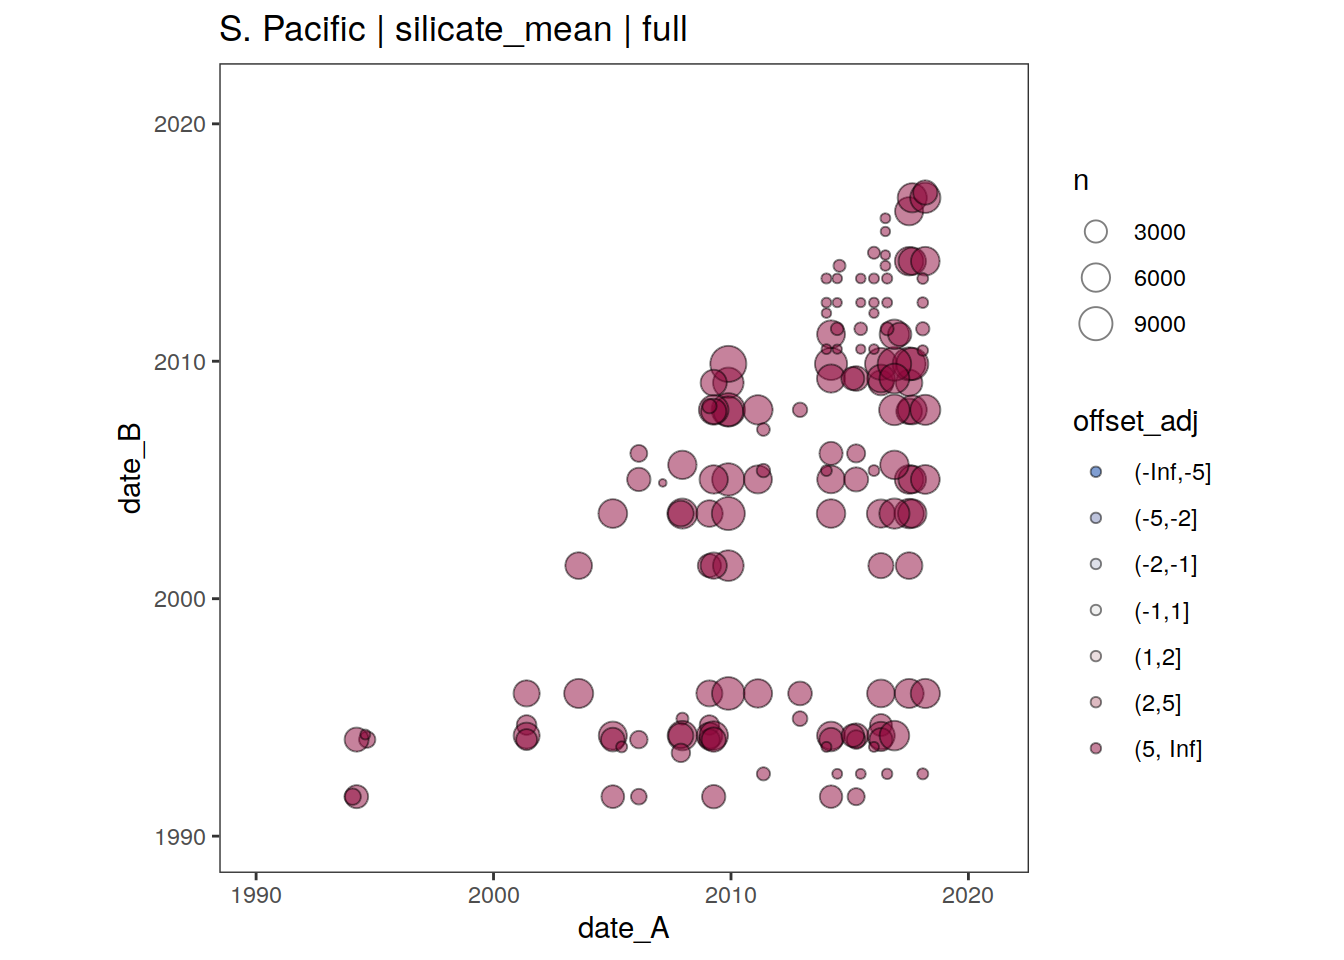 S. Pacific | silicate_mean | full
2020
2010
2000
1990
date_B
1990
2000
2010
2020
date_A
n
3000
6000
9000
offset_adj
(-Inf,-5]
(-5,-2]
(-2,-1]
(-1,1]
(1,2]
(2,5]
(5, Inf]